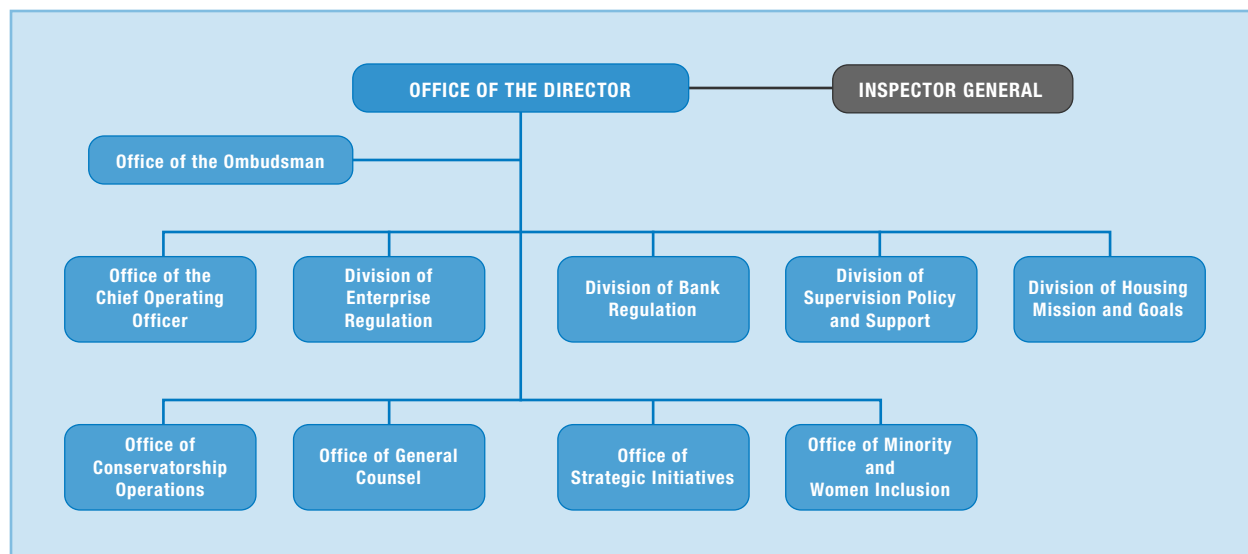 OFFICE OF THE DIRECTOR
INSPECTOR GENERAL
Office of the Ombudsman
Office of the
Chief Operating
Officer
Division of
Enterprise
Regulation
Division of Bank
Regulation
Division of
Supervision Policy
and Support
Division of Housing
Mission and Goals
Office of
Conservatorship
Operations
Office of General
Counsel
Office of
Strategic Initiatives
Office of Minority
and
Women Inclusion